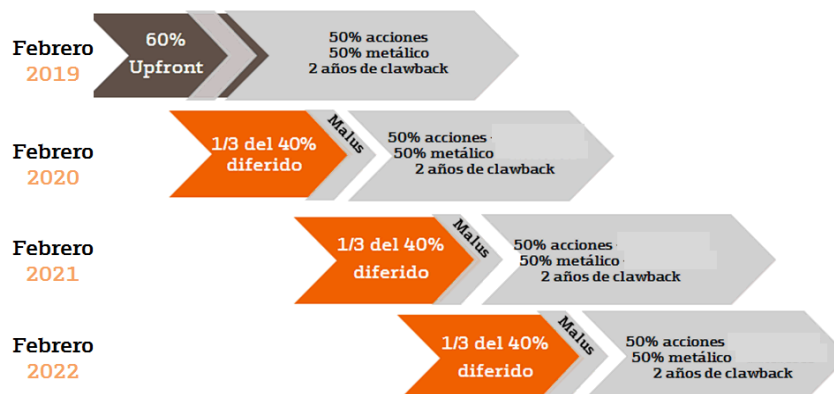 Febrero
2019
60%
Upfront
50% acciones
50% metálico
2 años de clawback
Febrero
2020
1/3 del 40%
diferido
Malus
50% acciones
50% metálico
2 años de clawback
Febrero
2021
1/3 del 40%
diferido
Malus
50% acciones
50% metálico
2 años de clawback
Febrero
2022
1/3 del 40%
diferido
Malus
50% acciones
50% metálico
2 años de clawback